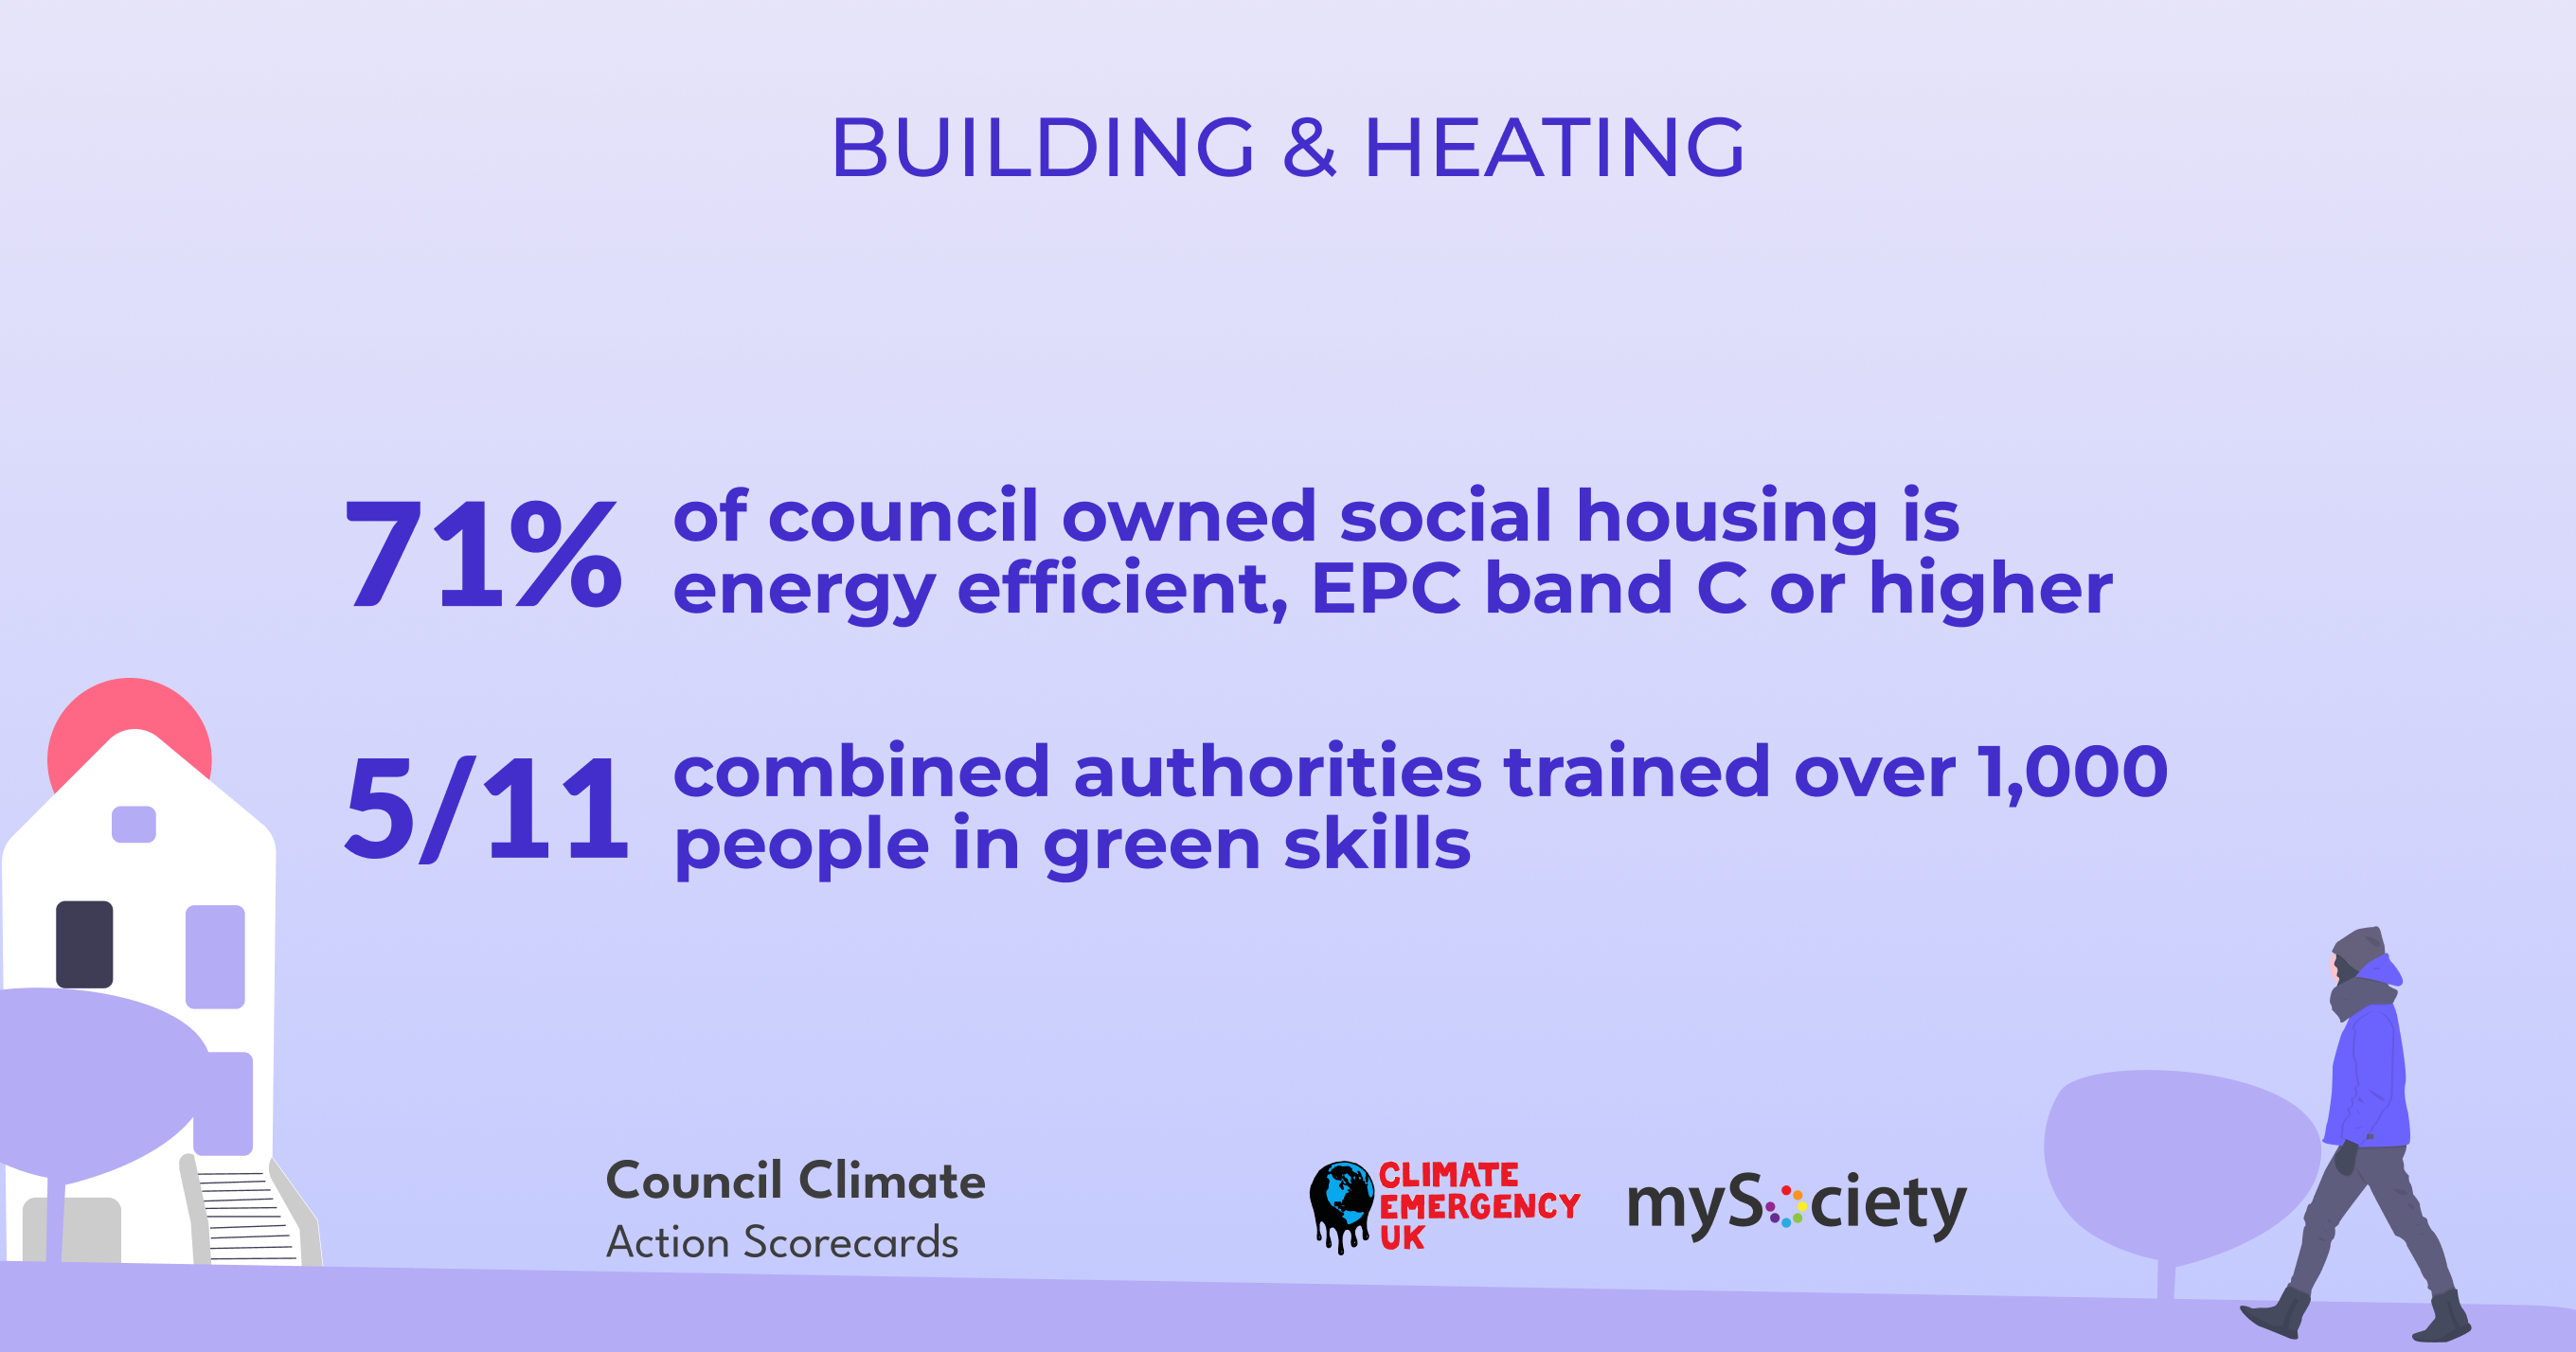 BUILDING & HEATING
71%
of council owned social housing is
energy efficient, EPC band C or higher
5/11
combined authorities trained over 1,000
people in green skills
Council Climate
Action Scorecards
CLIMATE
EMERGENCY
UK
mySociety